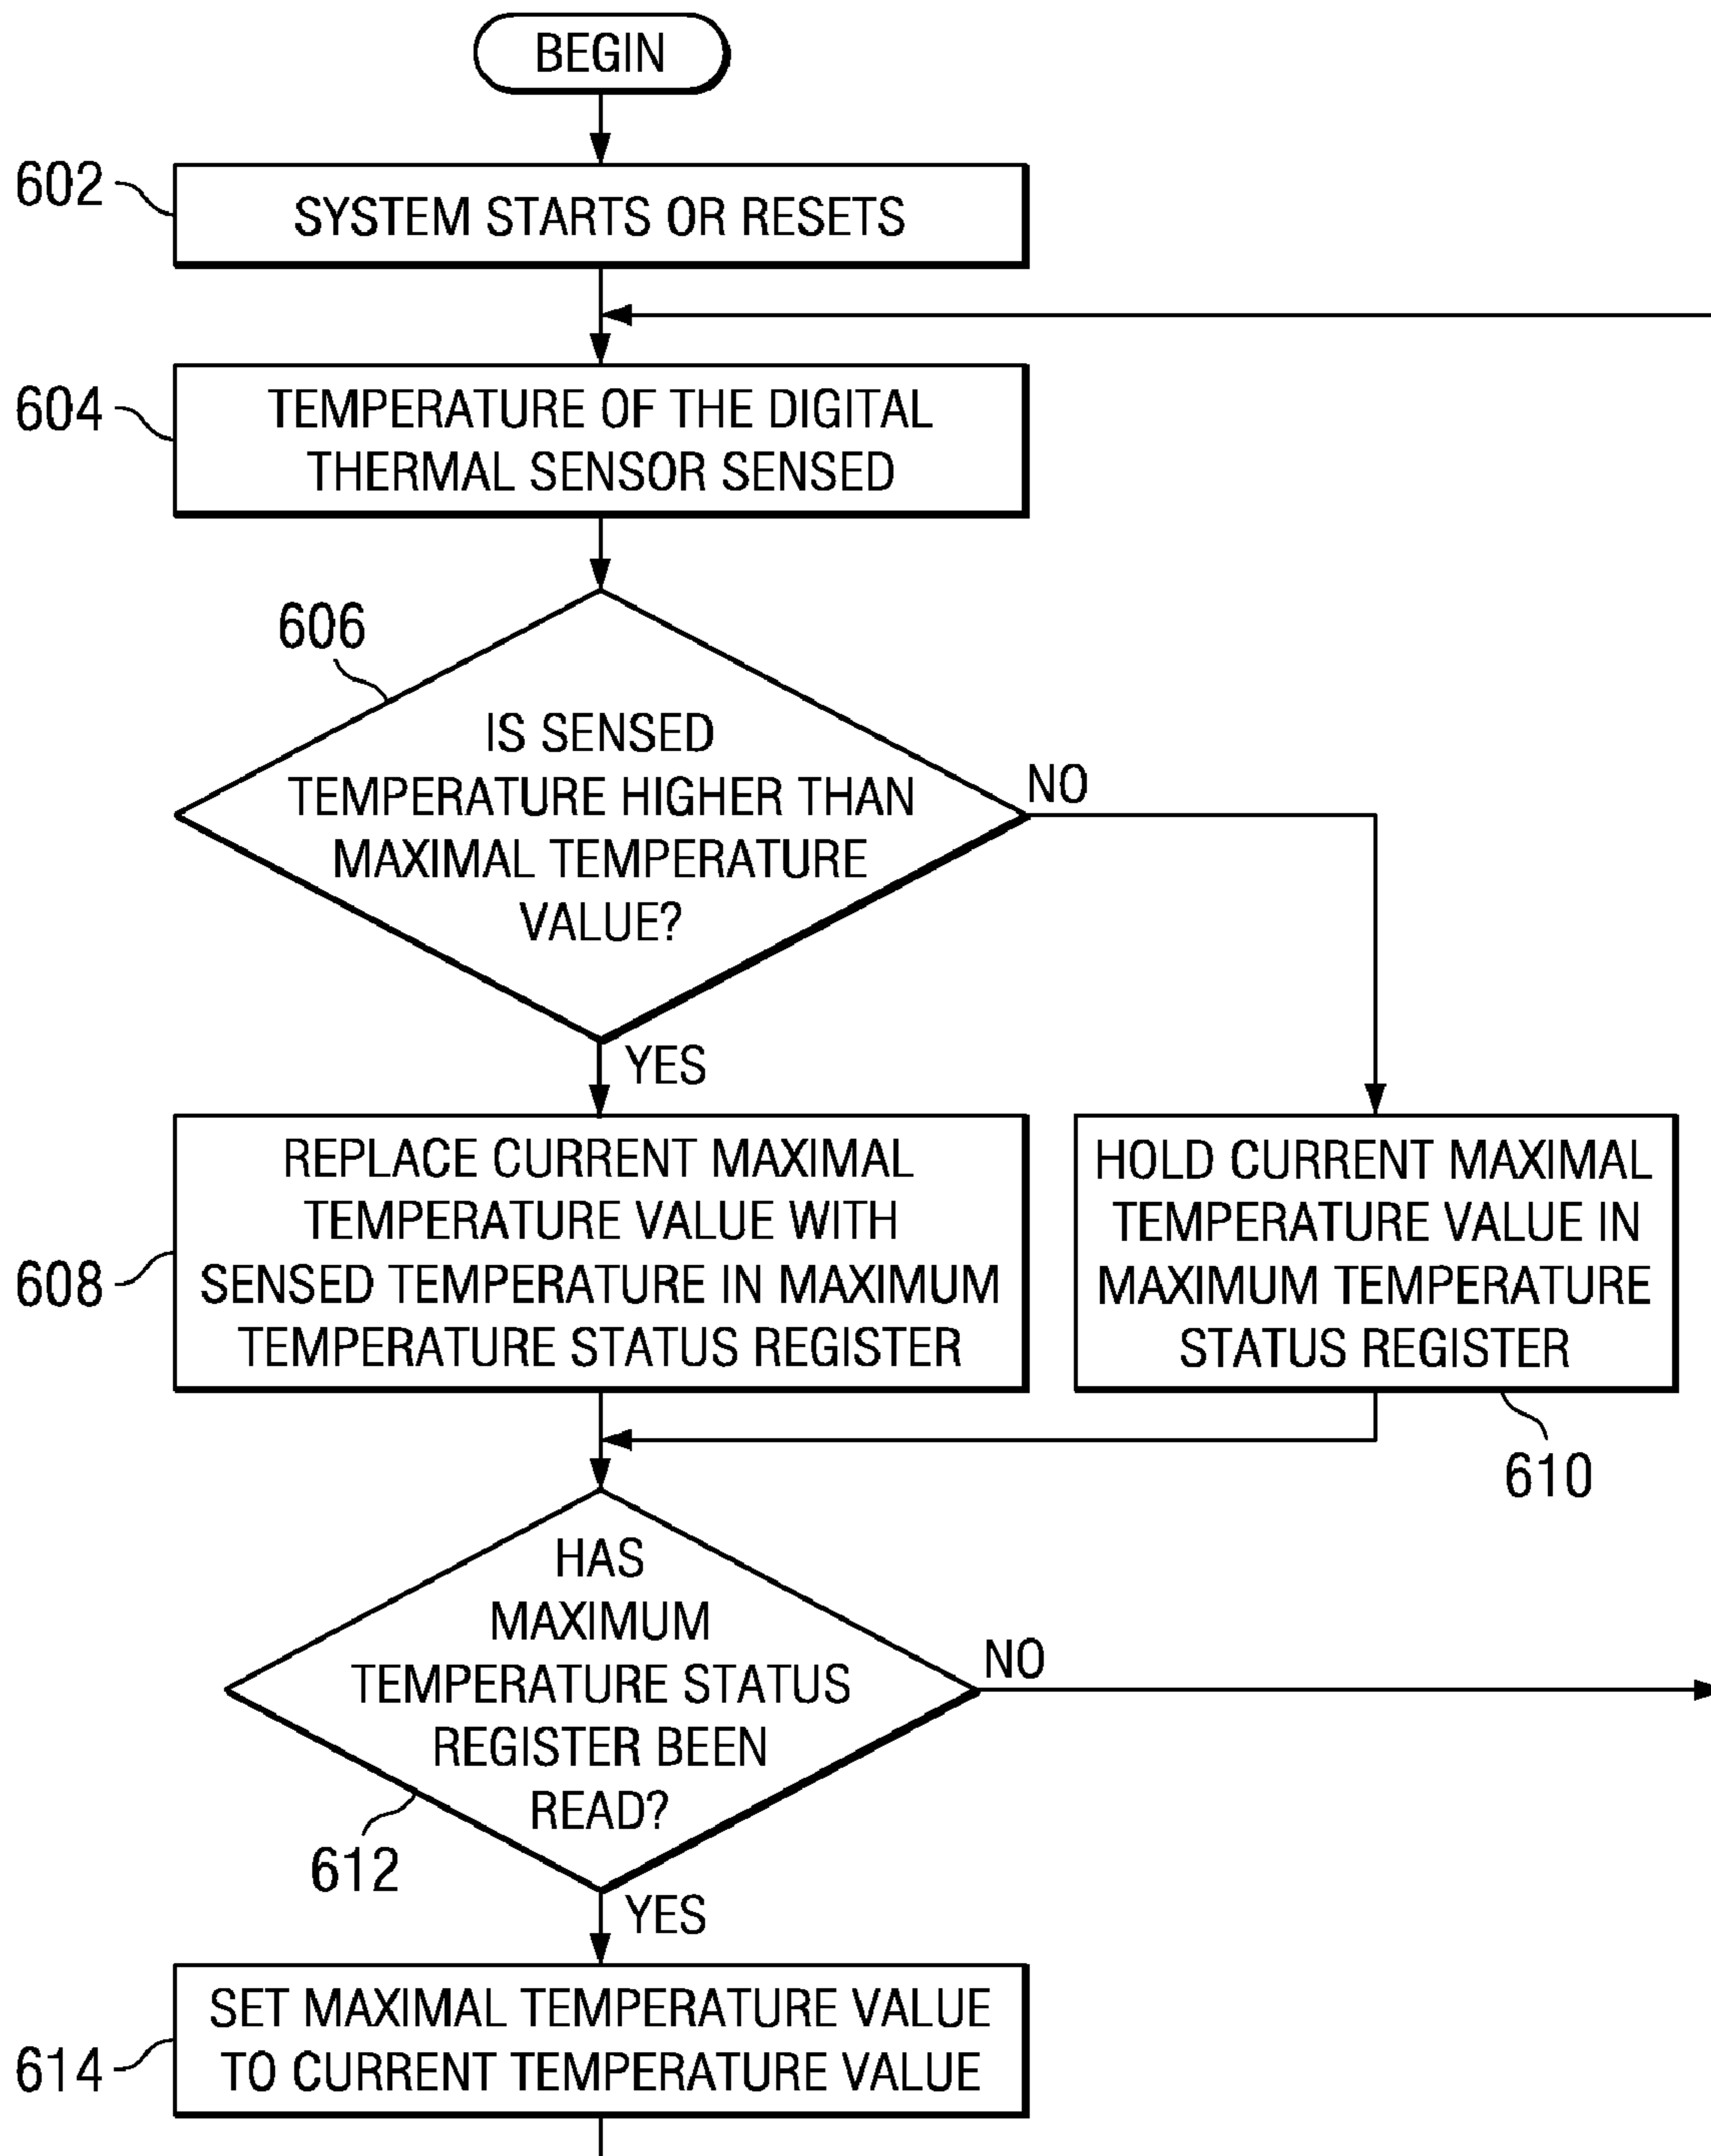 BEGIN
602
SYSTEM STARTS OR RESETS
604
TEMPERATURE OF THE DIGITAL
THERMAL SENSOR SENSED
606
IS SENSED
TEMPERATURE HIGHER THAN
MAXIMAL TEMPERATURE
VALUE?
NO
YES
608
REPLACE CURRENT MAXIMAL
TEMPERATURE VALUE WITH
SENSED TEMPERATURE IN MAXIMUM
TEMPERATURE STATUS REGISTER
HOLD CURRENT MAXIMAL
TEMPERATURE VALUE IN
MAXIMUM TEMPERATURE
STATUS REGISTER
610
HAS
MAXIMUM
TEMPERATURE STATUS
REGISTER BEEN
READ?
NO
612
YES
614
SET MAXIMAL TEMPERATURE VALUE
TO CURRENT TEMPERATURE VALUE